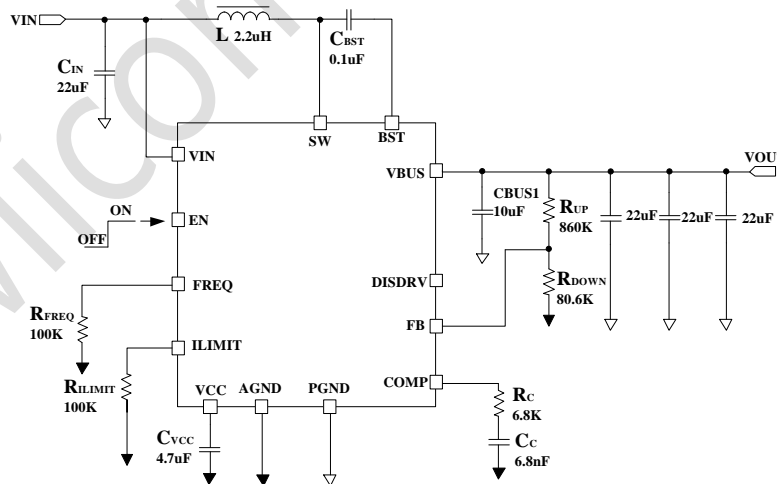 VIN
L 2.2uH
CBST
0.1uF
CIN
22uF
SW
BST
VIN
VBUS
VOU
CBUS1
10uF
RUP
860K
22uF
22uF
22uF
ON
OFF
EN
FREQ
DISDRV
RDOWN
80.6K
RFREQ
100K
FB
ILIMIT
RILIMIT
100K
VCC
AGND
PGND
COMP
RC
6.8K
CVCC
4.7uF
CC
6.8nF